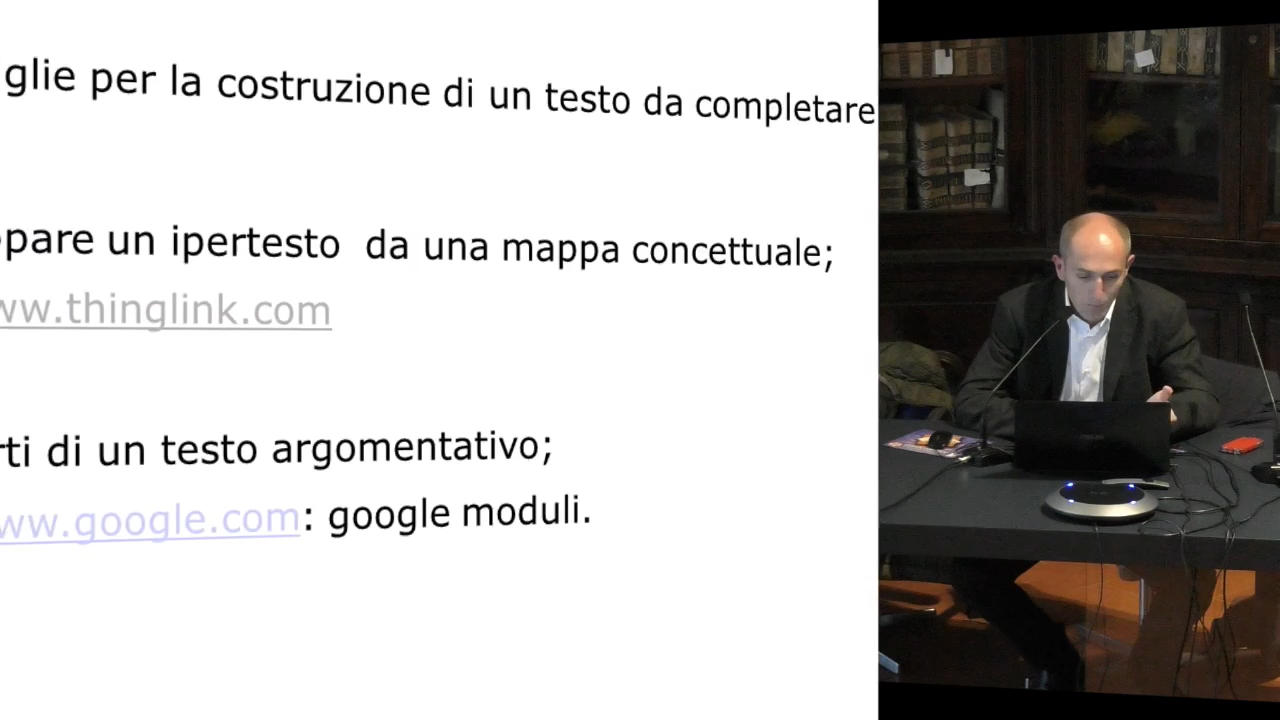 glie per la costruzione di un testo da completare
pare un ipertesto da una mappa concettuale;
ww.thinglink.com
rti di un testo argomentativo;
ww.google.com: google moduli.